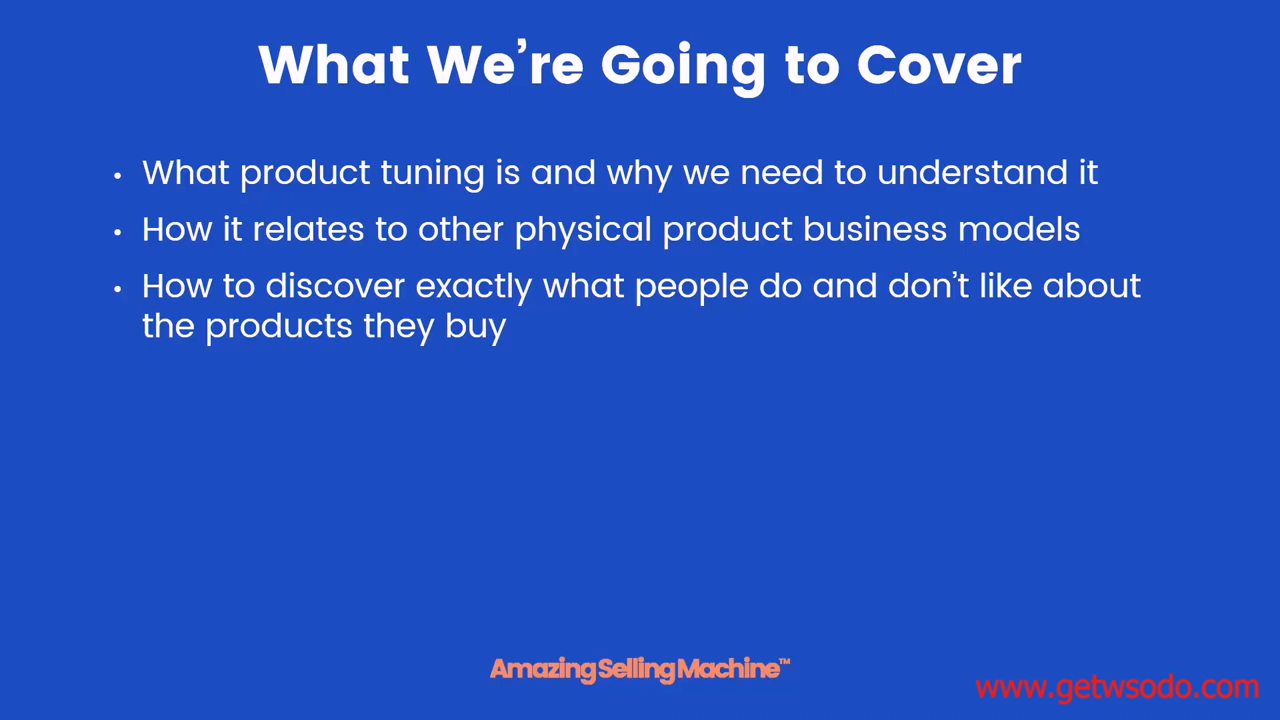 What We’re Going to Cover
• What product tuning is and why we need to understand it
• How it relates to other physical product business models
• How to discover exactly what people do and don’t like about
the products they buy
AmazingSellingMachine™
www.getwsodo.com